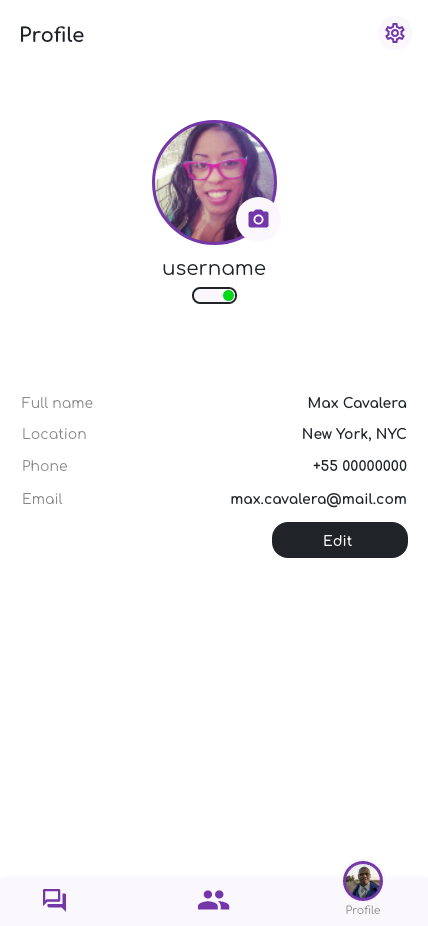 Profile
username
Full name Max Cavalera
Location New York, NYC
Phone +55 00000000
Email max.cavalera@mail.com
Edit
Profile